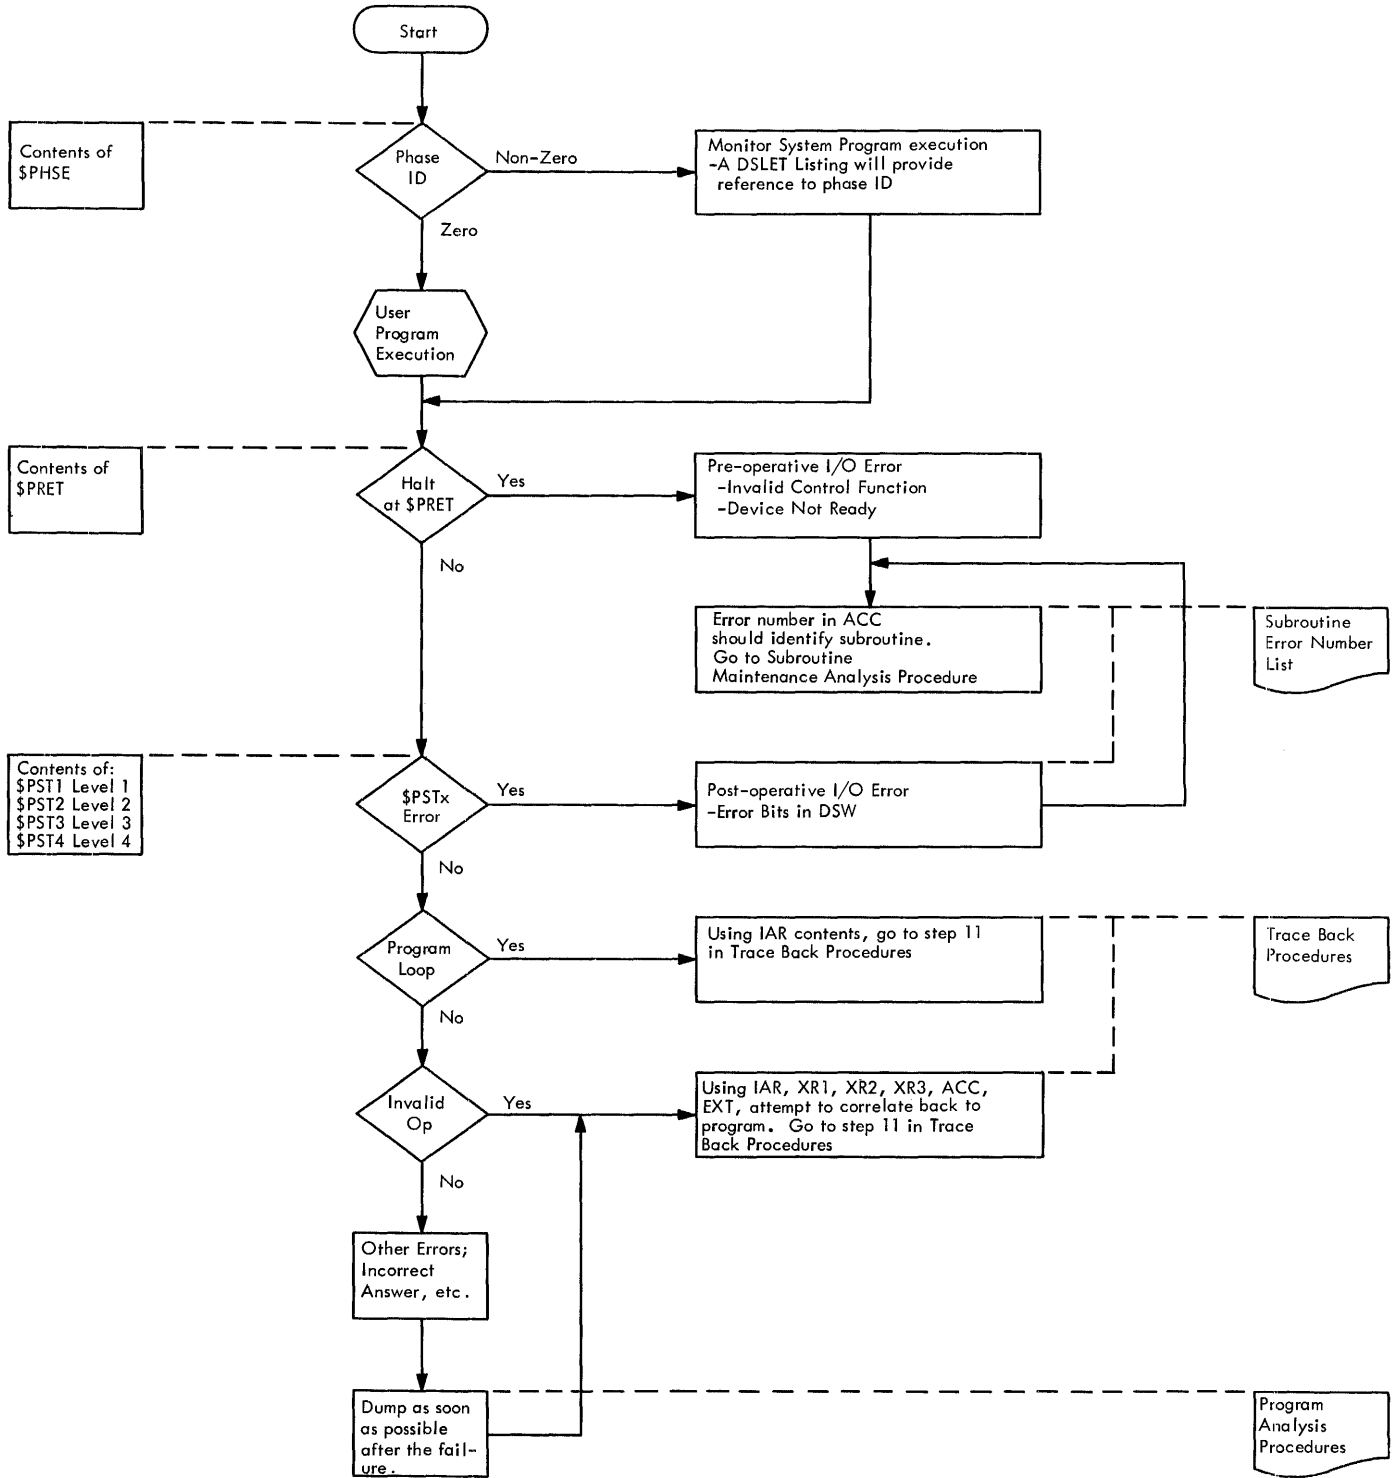 Start
Contents of
$PHSE
Phase
ID
Non-Zero
Zero
Monitor System Program execution
-A DSLET Listing will provide
reference to phase ID
User
Program
Execution
Contents of
$PRET
Halt
at $PRET
Yes
No
Pre-operative I/O Error
-Invalid Control Function
-Device Not Ready
Error number in ACC
should identify subroutine.
Go to Subroutine
Maintenance Analysis Procedure
Subroutine
Error Number
List
Contents of:
$PST1 Level 1
$PST2 Level 2
$PST3 Level 3
$PST4 Level 4
$PSTx
Error
Yes
No
Post-operative I/O Error
-Error Bits in DSW
Program
Loop
Yes
No
Using IAR contents, go to step 11
in Trace Back Procedures
Trace Back
Procedures
Invalid
Op
Yes
No
Using IAR, XR1, XR2, XR3, ACC,
EXT, attempt to correlate back to
program. Go to step 11 in Trace
Back Procedures
Other Errors;
Incorrect
Answer, etc.
Dump as soon
as possible
after the fail-
ure.
Program
Analysis
Procedures